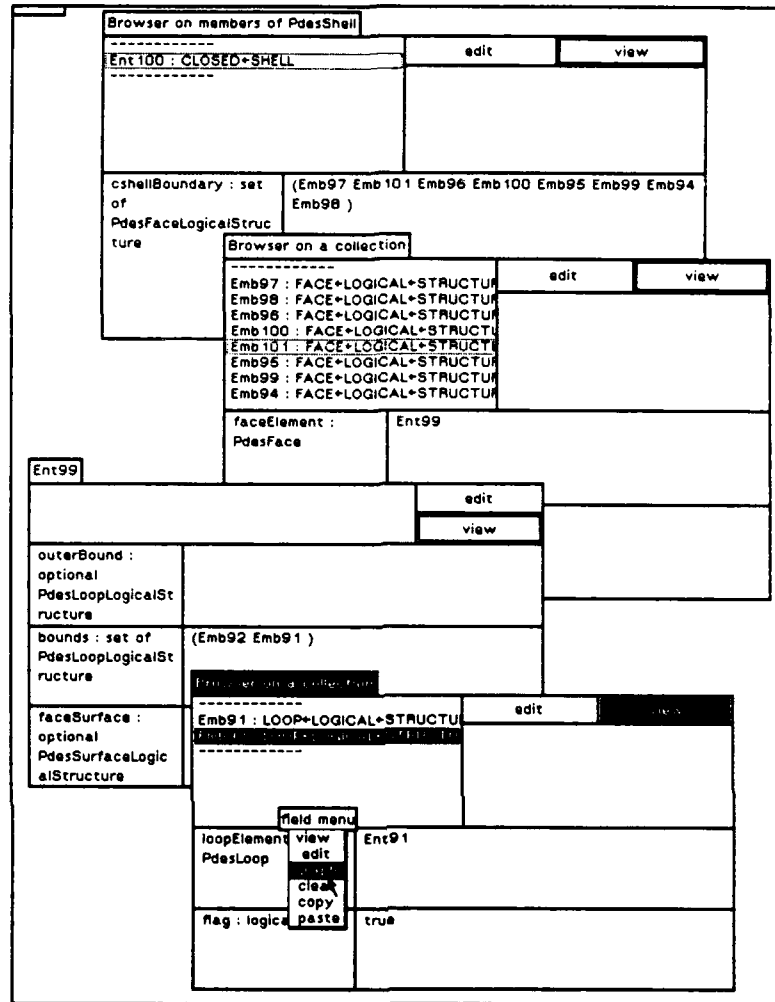 Browser on members of PdesShell
------------
Ent100 : CLOSED←SHELL
------------
edit
view
cshellBoundary : set
of
PdesFaceLogicalStruc
ture
(Emb97 Emb101 Emb96 Emb100 Emb95 Emb99 Emb94
Emb98 )
Browser on a collection
------------
Emb97 : FACE←LOGICAL←STRUCTUR
Emb98 : FACE←LOGICAL←STRUCTUR
Emb96 : FACE←LOGICAL←STRUCTUR
Emb100 : FACE←LOGICAL←STRUCTU
Emb101 : FACE←LOGICAL←STRUCTU
Emb95 : FACE←LOGICAL←STRUCTUR
Emb99 : FACE←LOGICAL←STRUCTUR
Emb94 : FACE←LOGICAL←STRUCTUR
edit
view
faceElement :
PdesFace
Ent99
Ent99
edit
view
outerBound :
optional
PdesLoopLogicalSt
ructure
bounds : set of
PdesLoopLogicalSt
ructure
(Emb92 Emb91 )
faceSurface :
optional
PdesSurfaceLogic
alStructure
Browser on a collection
------------
Emb91 : LOOP←LOGICAL←STRUCTU
------------
edit
view
field menu
view
edit
clear
copy
paste
loopElement
PdesLoop
Ent91
flag : logica
true